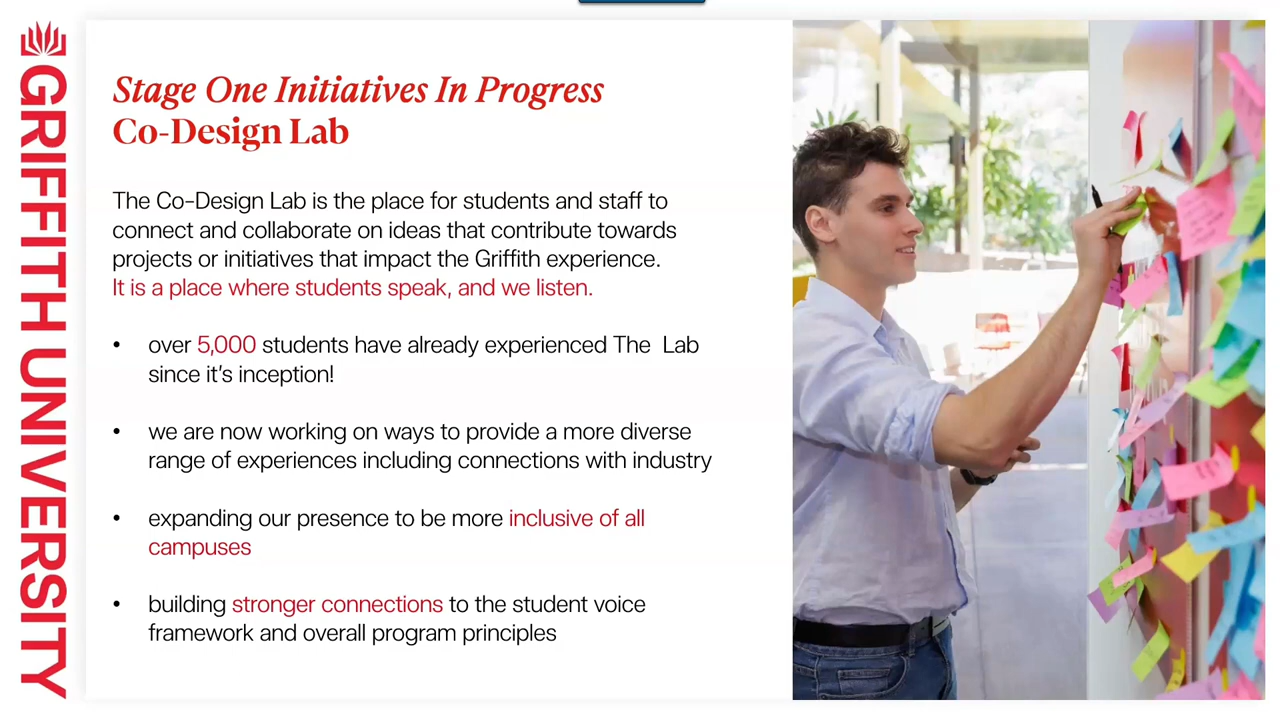 GRIFFITH UNIVERSITY
Stage One Initiatives In Progress
Co-Design Lab
The Co-Design Lab is the place for students and staff to
connect and collaborate on ideas that contribute towards
projects or initiatives that impact the Griffith experience.
It is a place where students speak, and we listen.
• over 5,000 students have already experienced The  Lab
since it's inception!
• we are now working on ways to provide a more diverse
range of experiences including connections with industry
• expanding our presence to be more inclusive of all
campuses
• building stronger connections to the student voice
framework and overall program principles